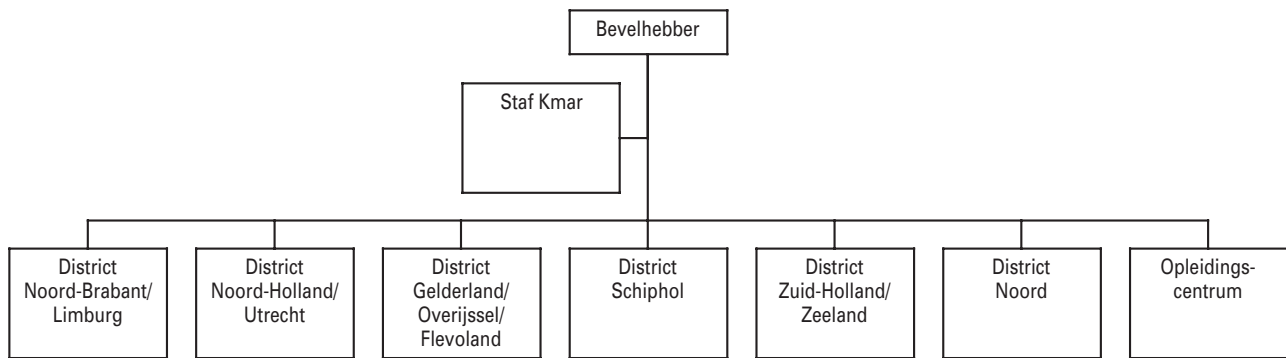 Bevelhebber
Staf Kmar
District
Noord-Brabant/
Limburg
District
Noord-Holland/
Utrecht
District
Gelderland/
Overijssel/
Flevoland
District
Schiphol
District
Zuid-Holland/
Zeeland
District
Noord
Opleidings-
centrum